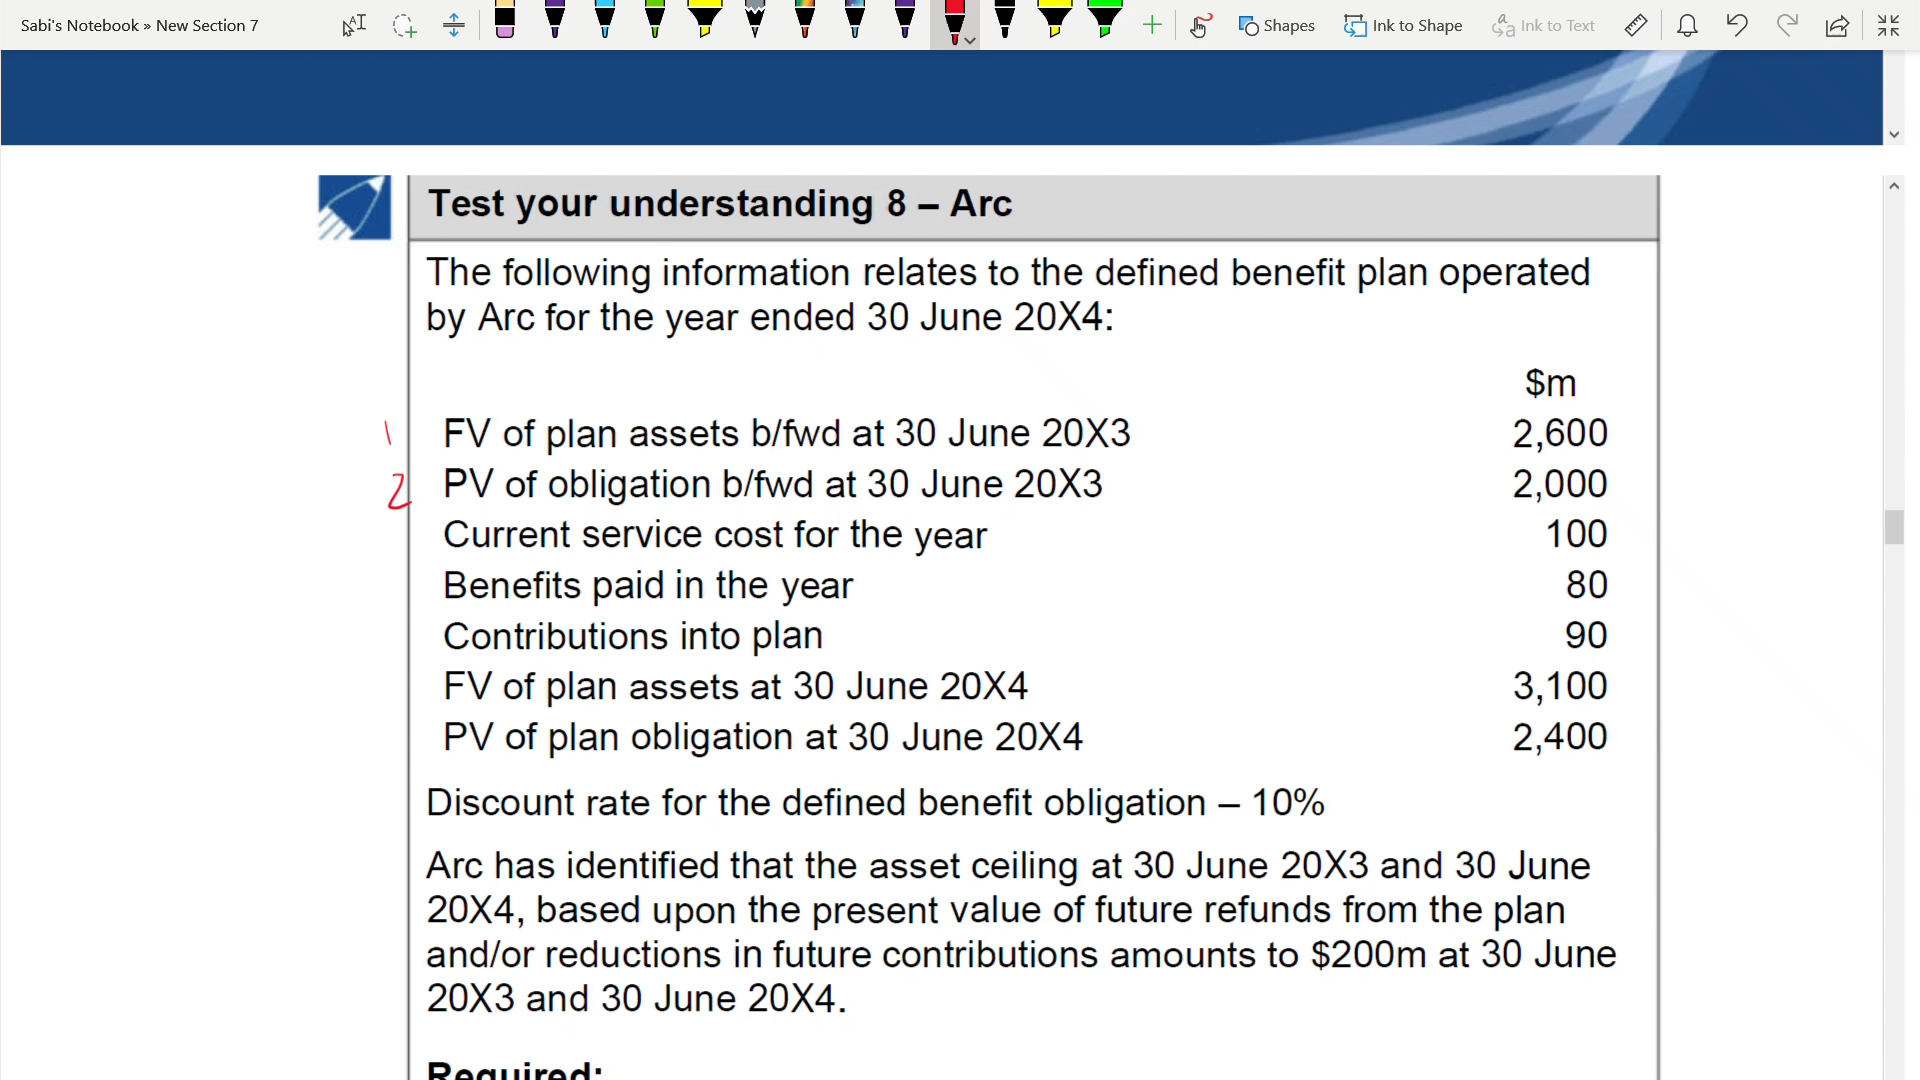 Sabi's Notebook » New Section 7
Shapes
Ink to Shape
Ink to Text
Test your understanding 8 – Arc
The following information relates to the defined benefit plan operated
by Arc for the year ended 30 June 20X4:
$m
1 FV of plan assets b/fwd at 30 June 20X3 2,600
2 PV of obligation b/fwd at 30 June 20X3 2,000
Current service cost for the year 100
Benefits paid in the year 80
Contributions into plan 90
FV of plan assets at 30 June 20X4 3,100
PV of plan obligation at 30 June 20X4 2,400
Discount rate for the defined benefit obligation – 10%
Arc has identified that the asset ceiling at 30 June 20X3 and 30 June
20X4, based upon the present value of future refunds from the plan
and/or reductions in future contributions amounts to $200m at 30 June
20X3 and 30 June 20X4.
Required: